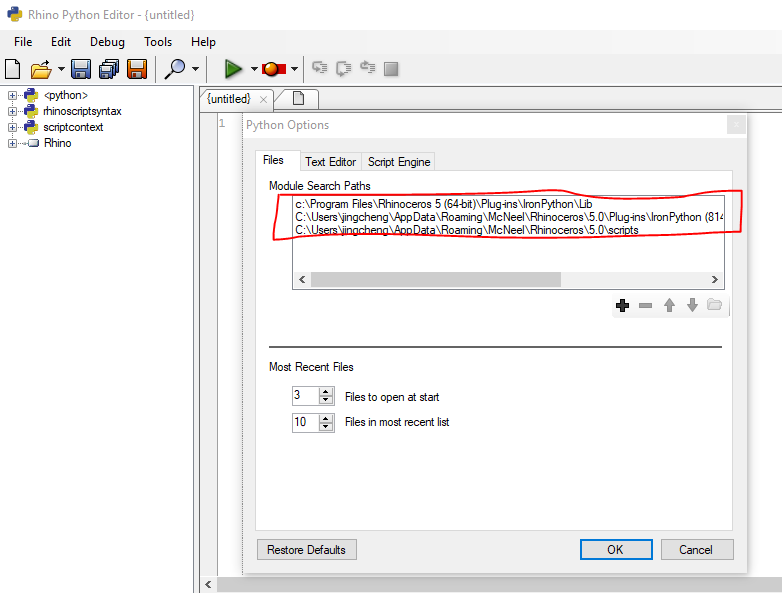 Rhino Python Editor - {untitled}
File Edit Debug Tools Help
<python>
rhinoscriptsyntax
scriptcontext
Rhino
{untitled}
1
Python Options
Files Text Editor Script Engine
Module Search Paths
c:\Program Files\Rhinoceros 5 (64-bit)\Plug-ins\IronPython\Lib
C:\Users\jingcheng\AppData\Roaming\McNeel\Rhinoceros\5.0\Plug-ins\IronPython (814
C:\Users\jingcheng\AppData\Roaming\McNeel\Rhinoceros\5.0\scripts
Most Recent Files
3 Files to open at start
10 Files in most recent list
Restore Defaults OK Cancel